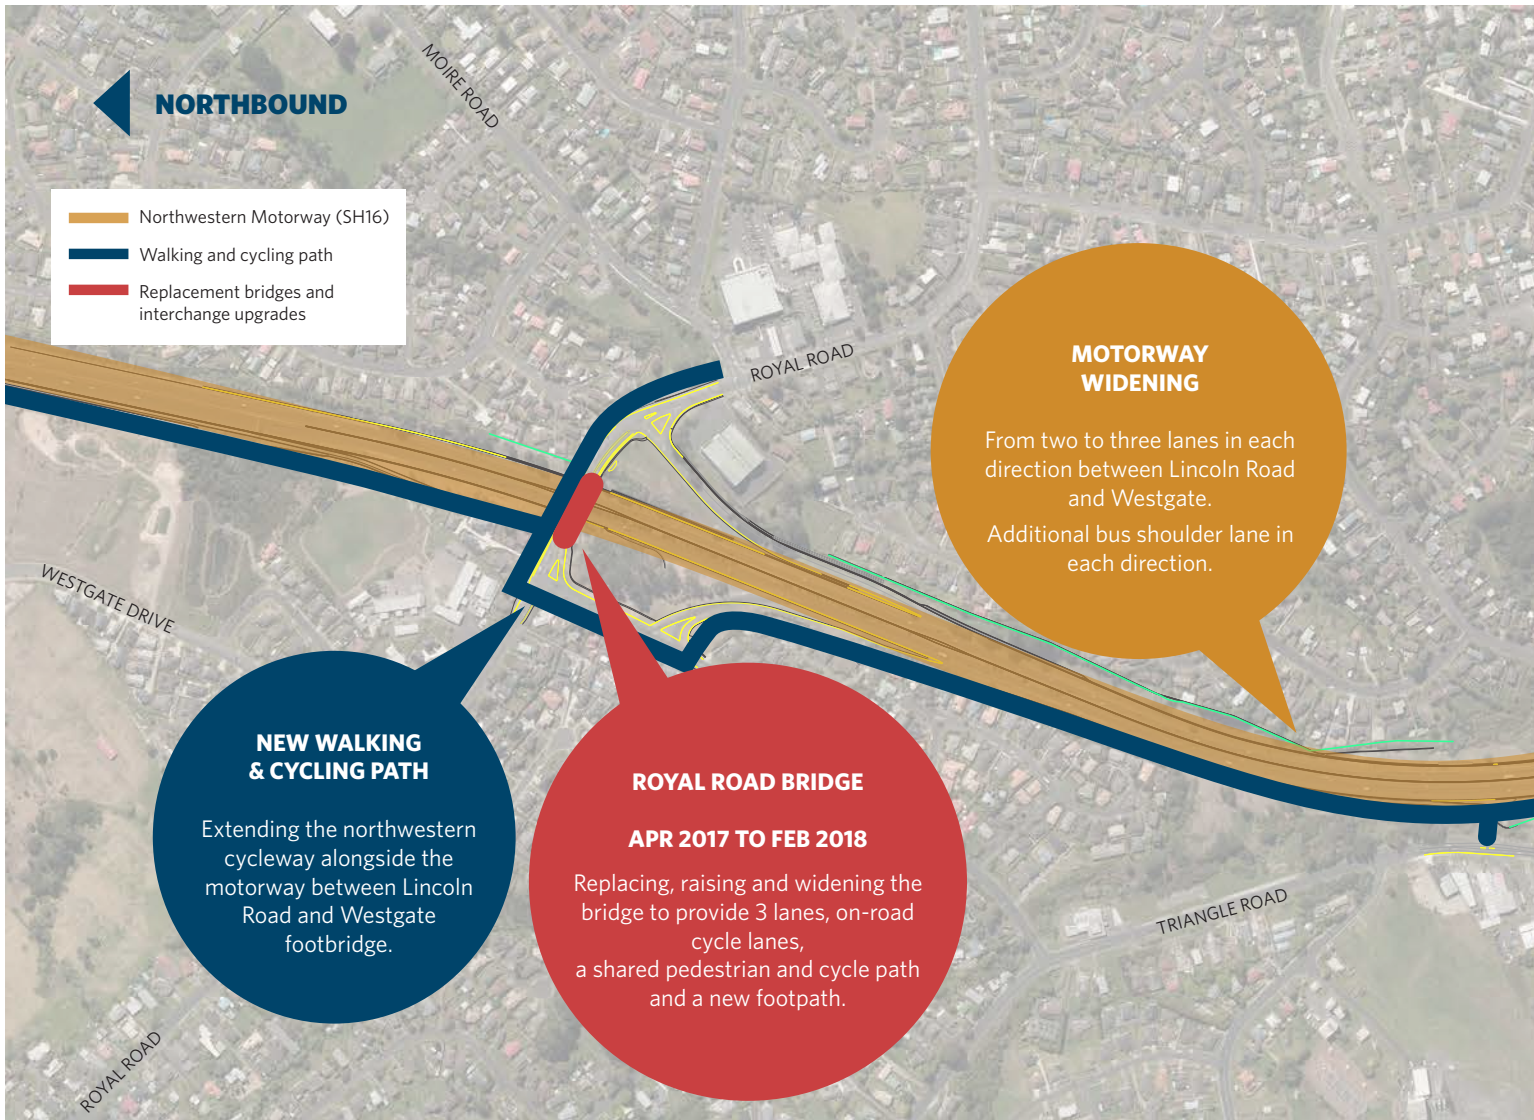 MOIRE ROAD
NORTHBOUND
Northwestern Motorway (SH16)
Walking and cycling path
Replacement bridges and
interchange upgrades
ROYAL ROAD
MOTORWAY
WIDENING
From two to three lanes in each
direction between Lincoln Road
and Westgate.
Additional bus shoulder lane in
each direction.
WESTGATE DRIVE
NEW WALKING
& CYCLING PATH
Extending the northwestern
cycleway alongside the
motorway between Lincoln
Road and Westgate
footbridge.
ROYAL ROAD BRIDGE
APR 2017 TO FEB 2018
Replacing, raising and widening the
bridge to provide 3 lanes, on-road
cycle lanes,
a shared pedestrian and cycle path
and a new footpath.
TRIANGLE ROAD
ROYAL ROAD